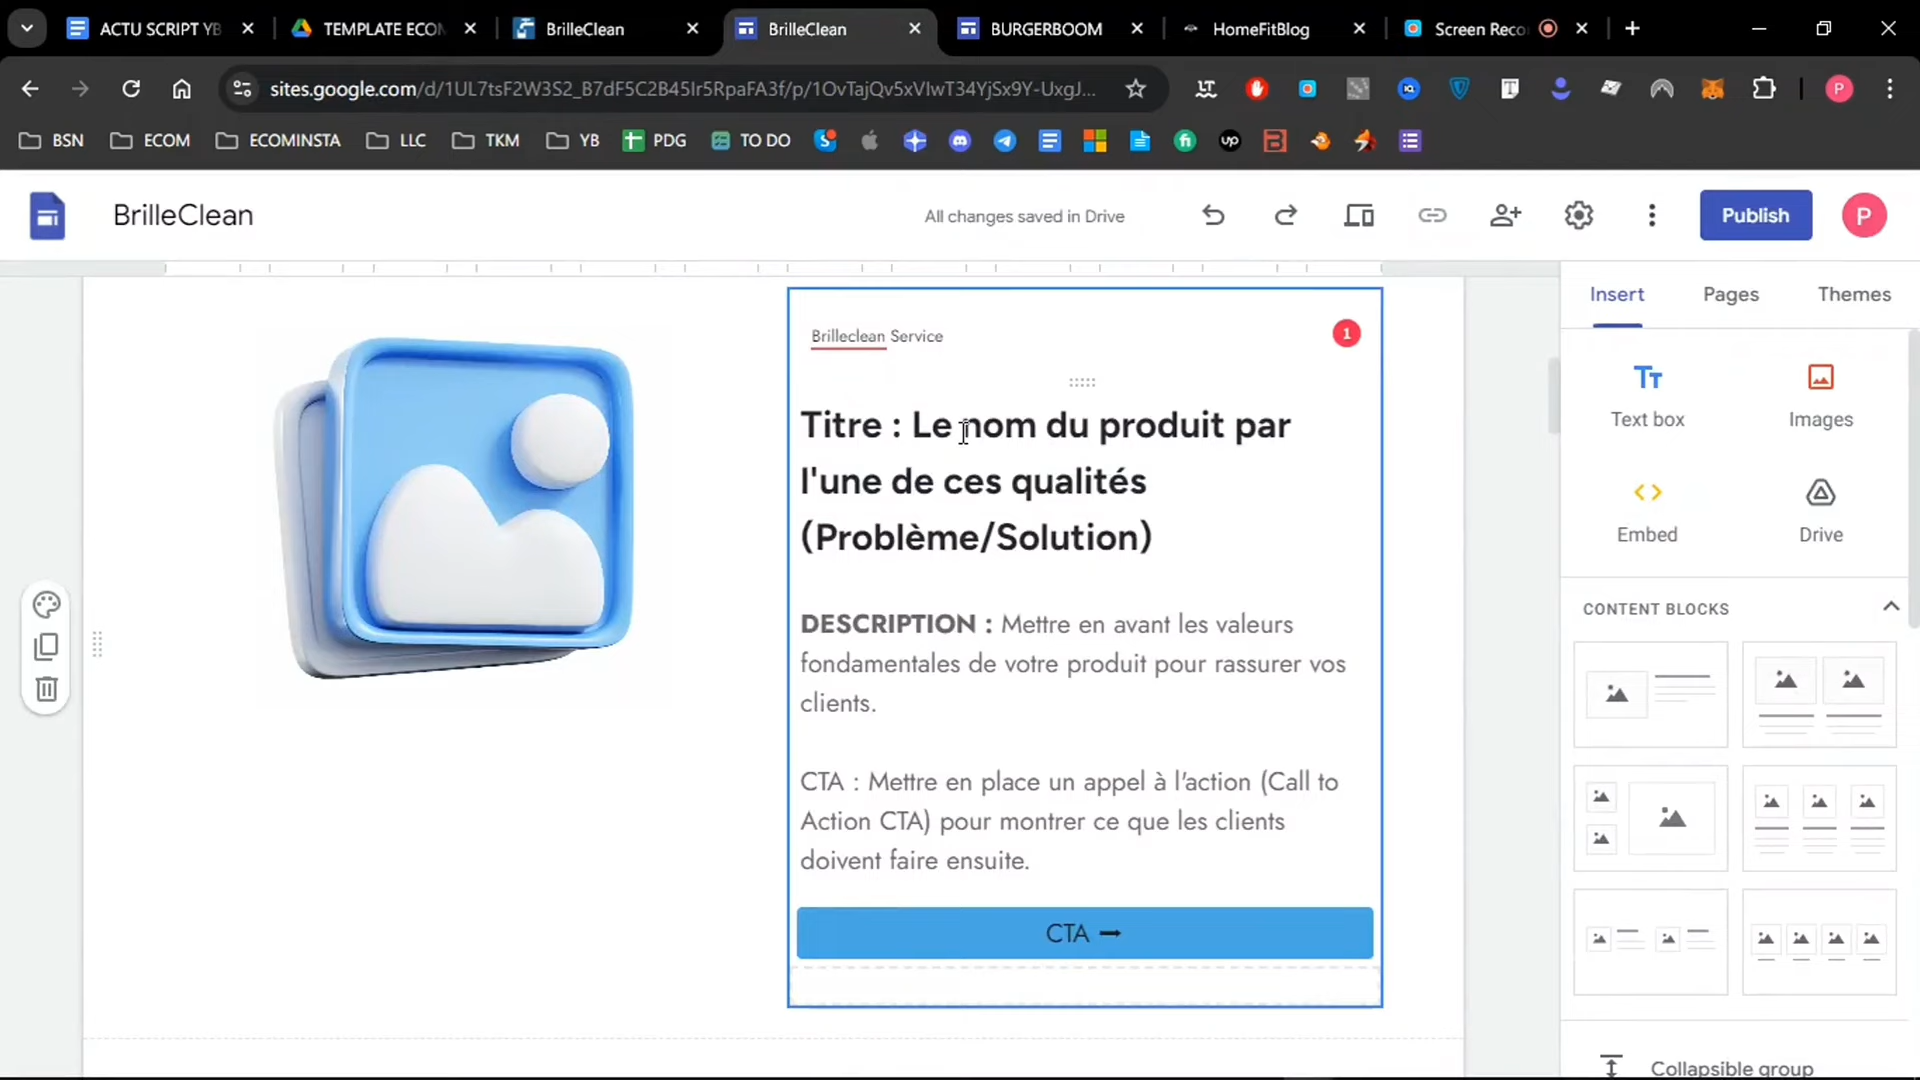 ACTU SCRIPT YB
TEMPLATE ECOM
BrilleClean
BrilleClean
BURGERBOOM
HomeFitBlog
Screen Reco
sites.google.com/d/1UL7tsF2W3S2_B7dF5C2B45Ir5RpaFA3f/p/1OvTajQv5xVIwT34YjSx9Y-UxgJ...
BSN
ECOM
ECOMINSTA
LLC
TKM
YB
PDG
TO DO
BrilleClean
All changes saved in Drive
Publish
P
Insert
Pages
Themes
Brilleclean Service
1
Titre : Le nom du produit par
l'une de ces qualités
(Problème/Solution)
DESCRIPTION : Mettre en avant les valeurs
fondamentales de votre produit pour rassurer vos
clients.
CTA : Mettre en place un appel à l'action (Call to
Action CTA) pour montrer ce que les clients
doivent faire ensuite.
CTA ➞
Text box
Images
Embed
Drive
CONTENT BLOCKS
Collapsible group